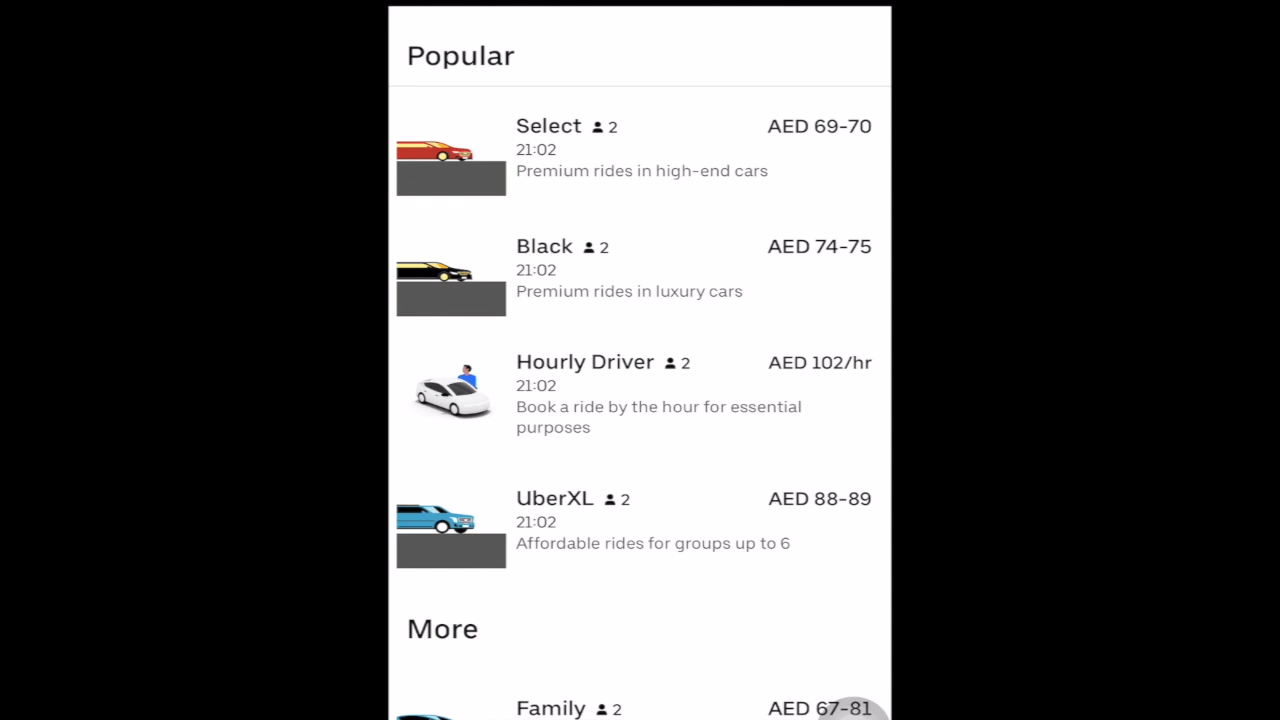 Popular
Select 2 AED 69-70
21:02
Premium rides in high-end cars
Black 2 AED 74-75
21:02
Premium rides in luxury cars
Hourly Driver 2 AED 102/hr
21:02
Book a ride by the hour for essential
purposes
UberXL 2 AED 88-89
21:02
Affordable rides for groups up to 6
More
Family 2 AED 67-81